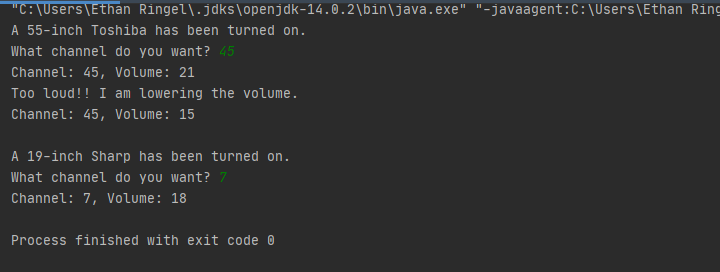 "C:\Users\Ethan Ringel\.jdks\openjdk-14.0.2\bin\java.exe" "-javaagent:C:\Users\Ethan Ring
A 55-inch Toshiba has been turned on.
What channel do you want? 45
Channel: 45, Volume: 21
Too loud!! I am lowering the volume.
Channel: 45, Volume: 15
A 19-inch Sharp has been turned on.
What channel do you want? 7
Channel: 7, Volume: 18
Process finished with exit code 0